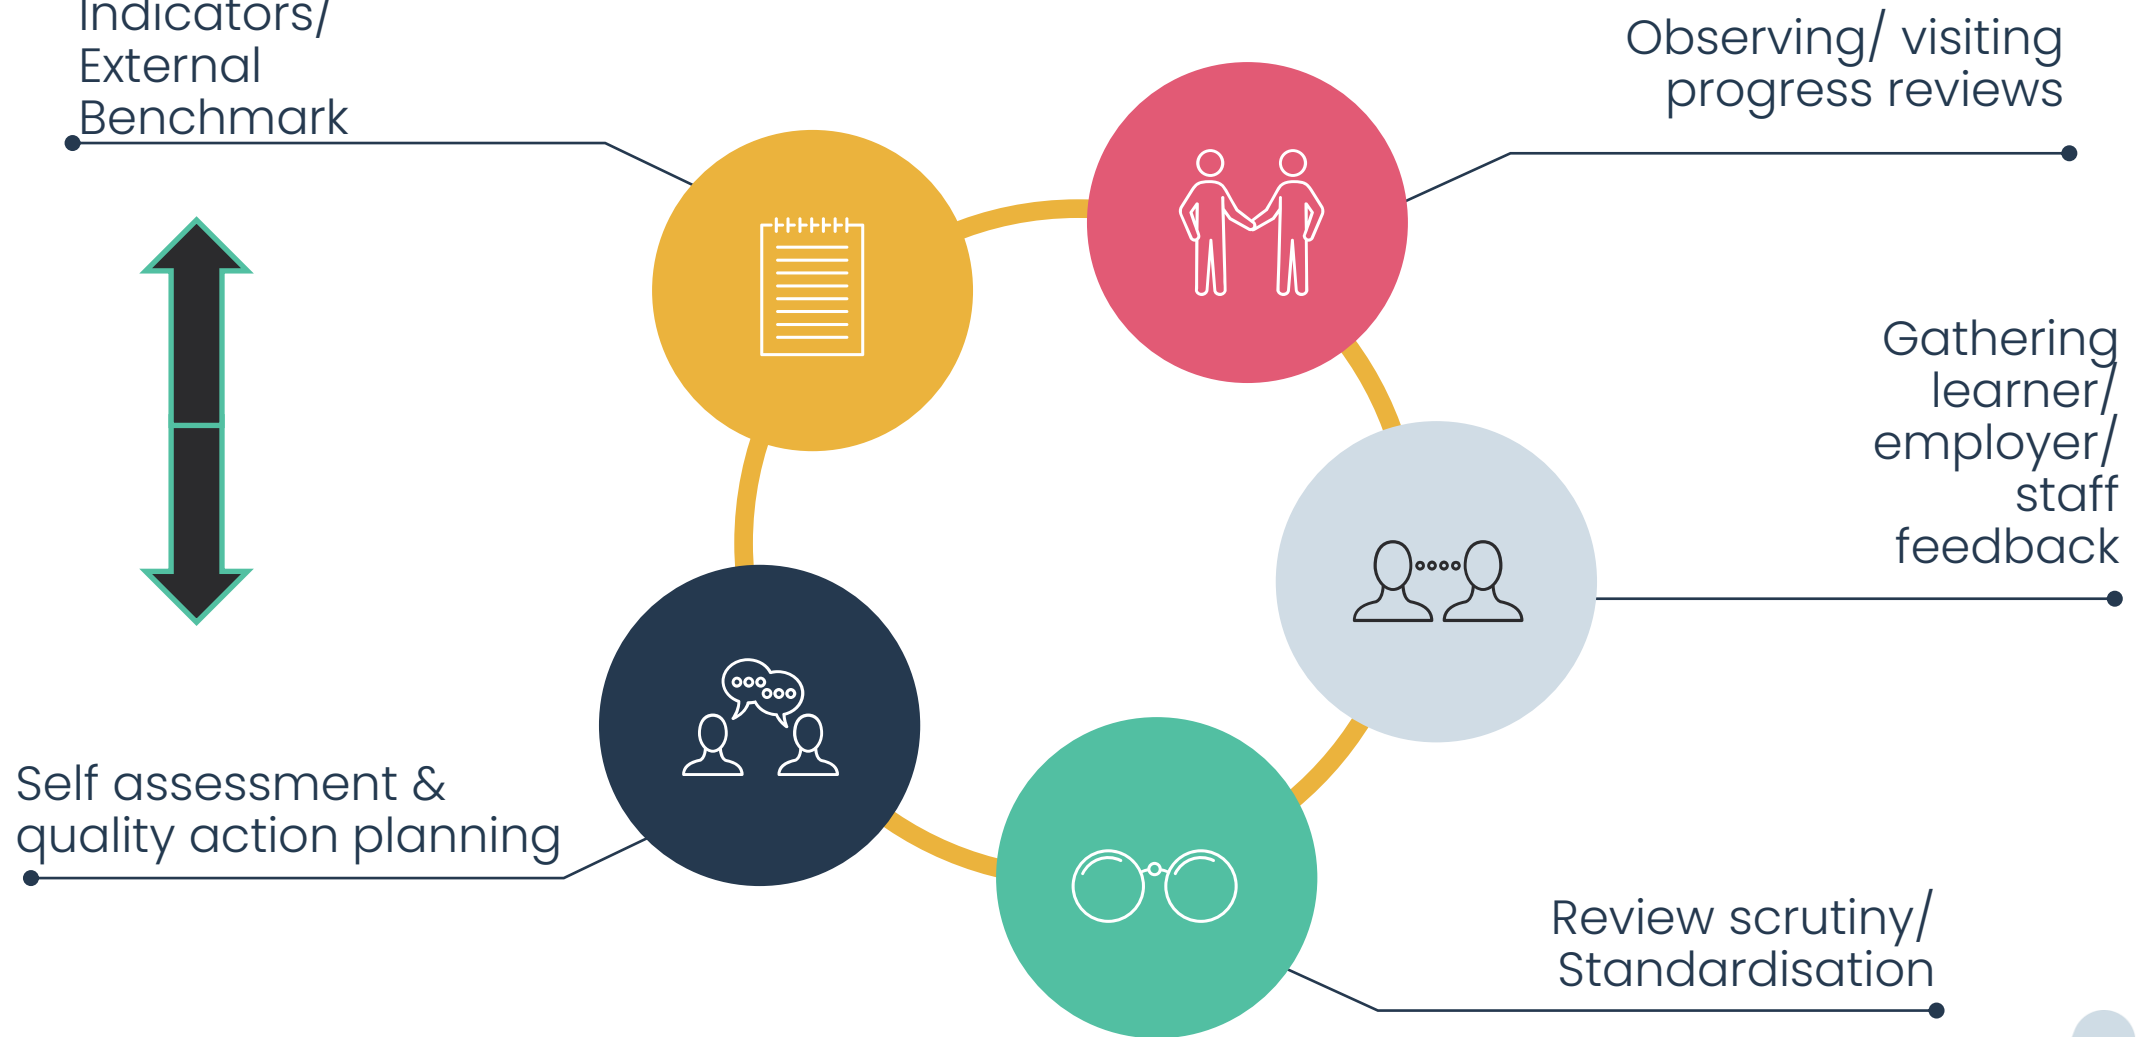 Indicators/
External
Benchmark
Observing/ visiting
progress reviews
Gathering
learner/
employer/
staff
feedback
Self assessment &
quality action planning
Review scrutiny/
Standardisation